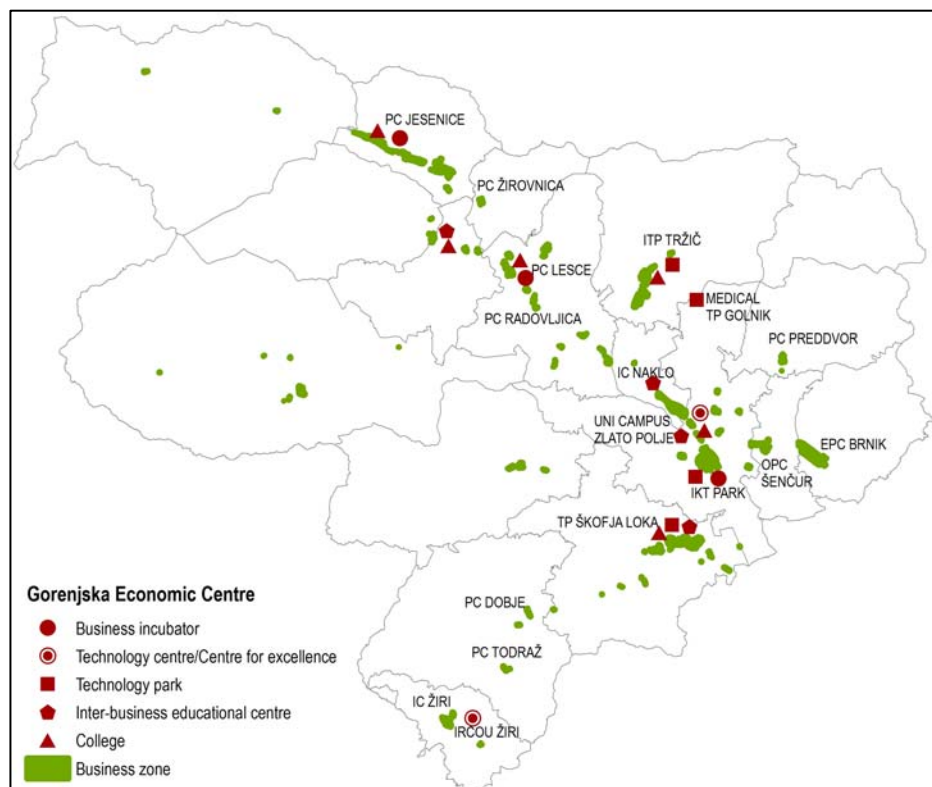 PC JESENICE
PC ŽIROVNICA
ITP TRŽIČ
PC LESCE
MEDICAL
TP GOLNIK
PC RADOVLJICA
PC PREDDVOR
IC NAKLO
UNI CAMPUS
ZLATO POLJE
EPC BRNIK
OPC
ŠENČUR
IKT PARK
TP ŠKOFJA LOKA
PC DOBJE
PC TODRAŽ
IC ŽIRI
IRCOU ŽIRI
Gorenjska Economic Centre
Business incubator
Technology centre/Centre for excellence
Technology park
Inter-business educational centre
College
Business zone